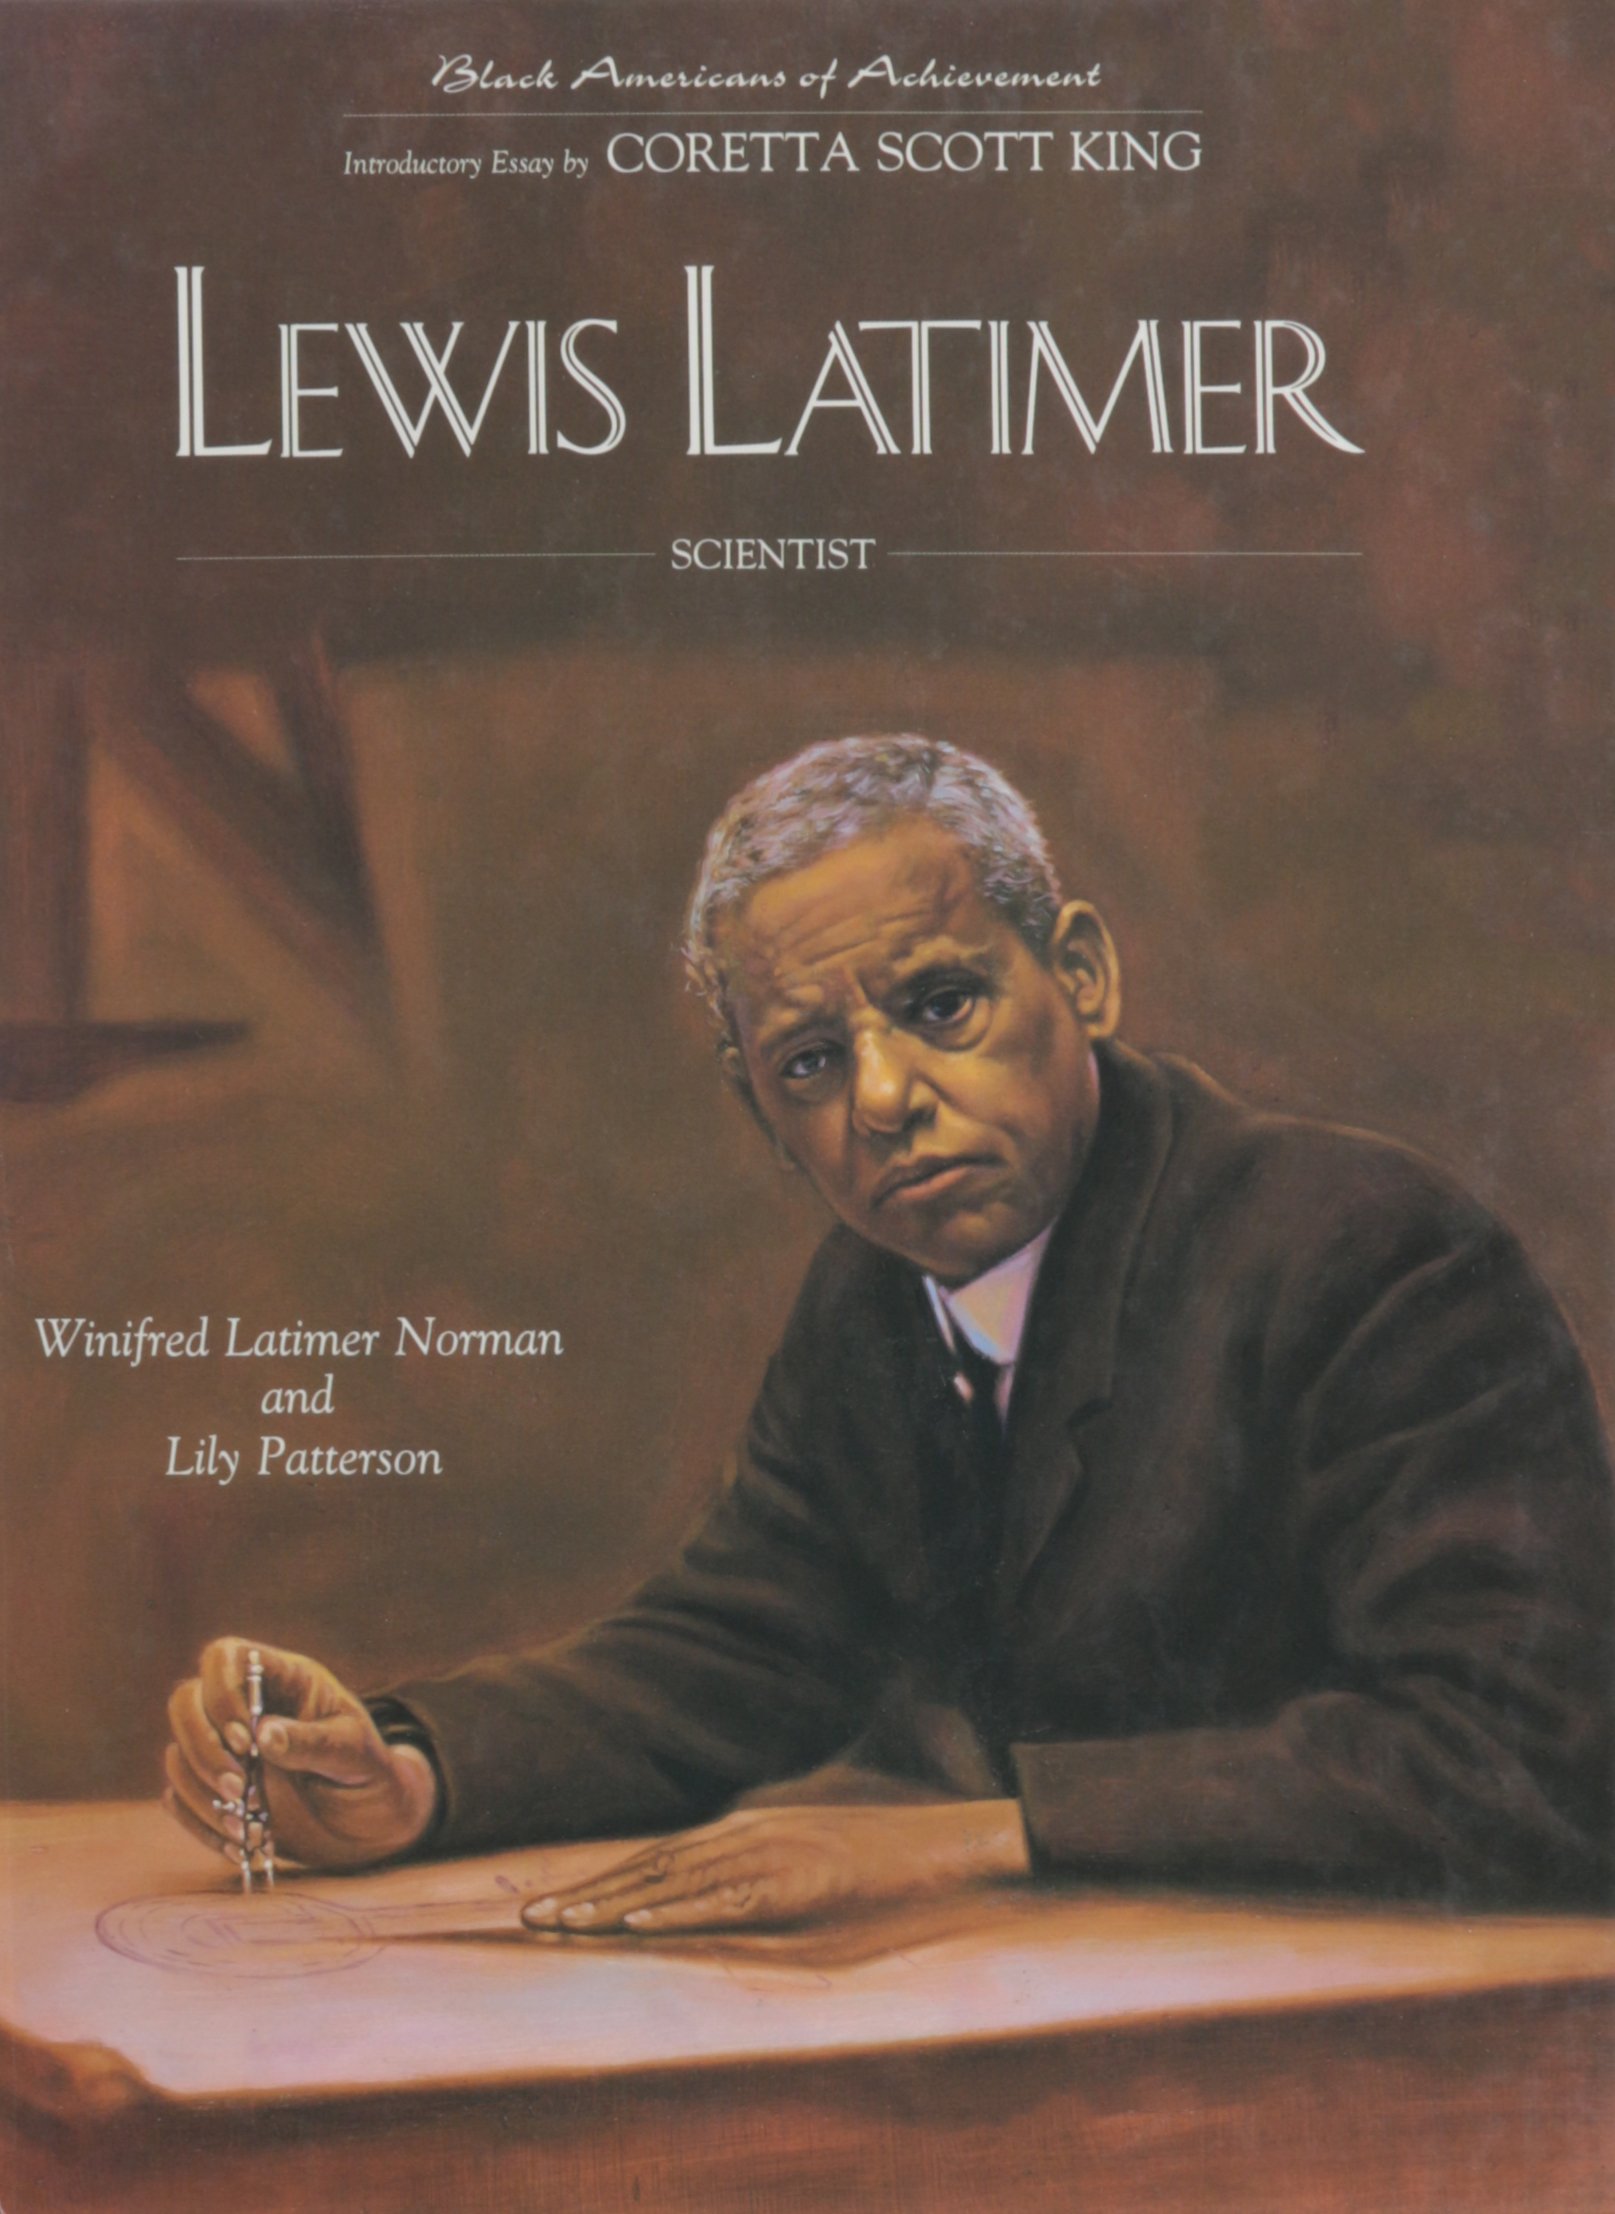 Black Americans of Achievement
Introductory Essay by CORETTA SCOTT KING
LEWIS LATIMER
SCIENTIST
Winifred Latimer Norman
and
Lily Patterson